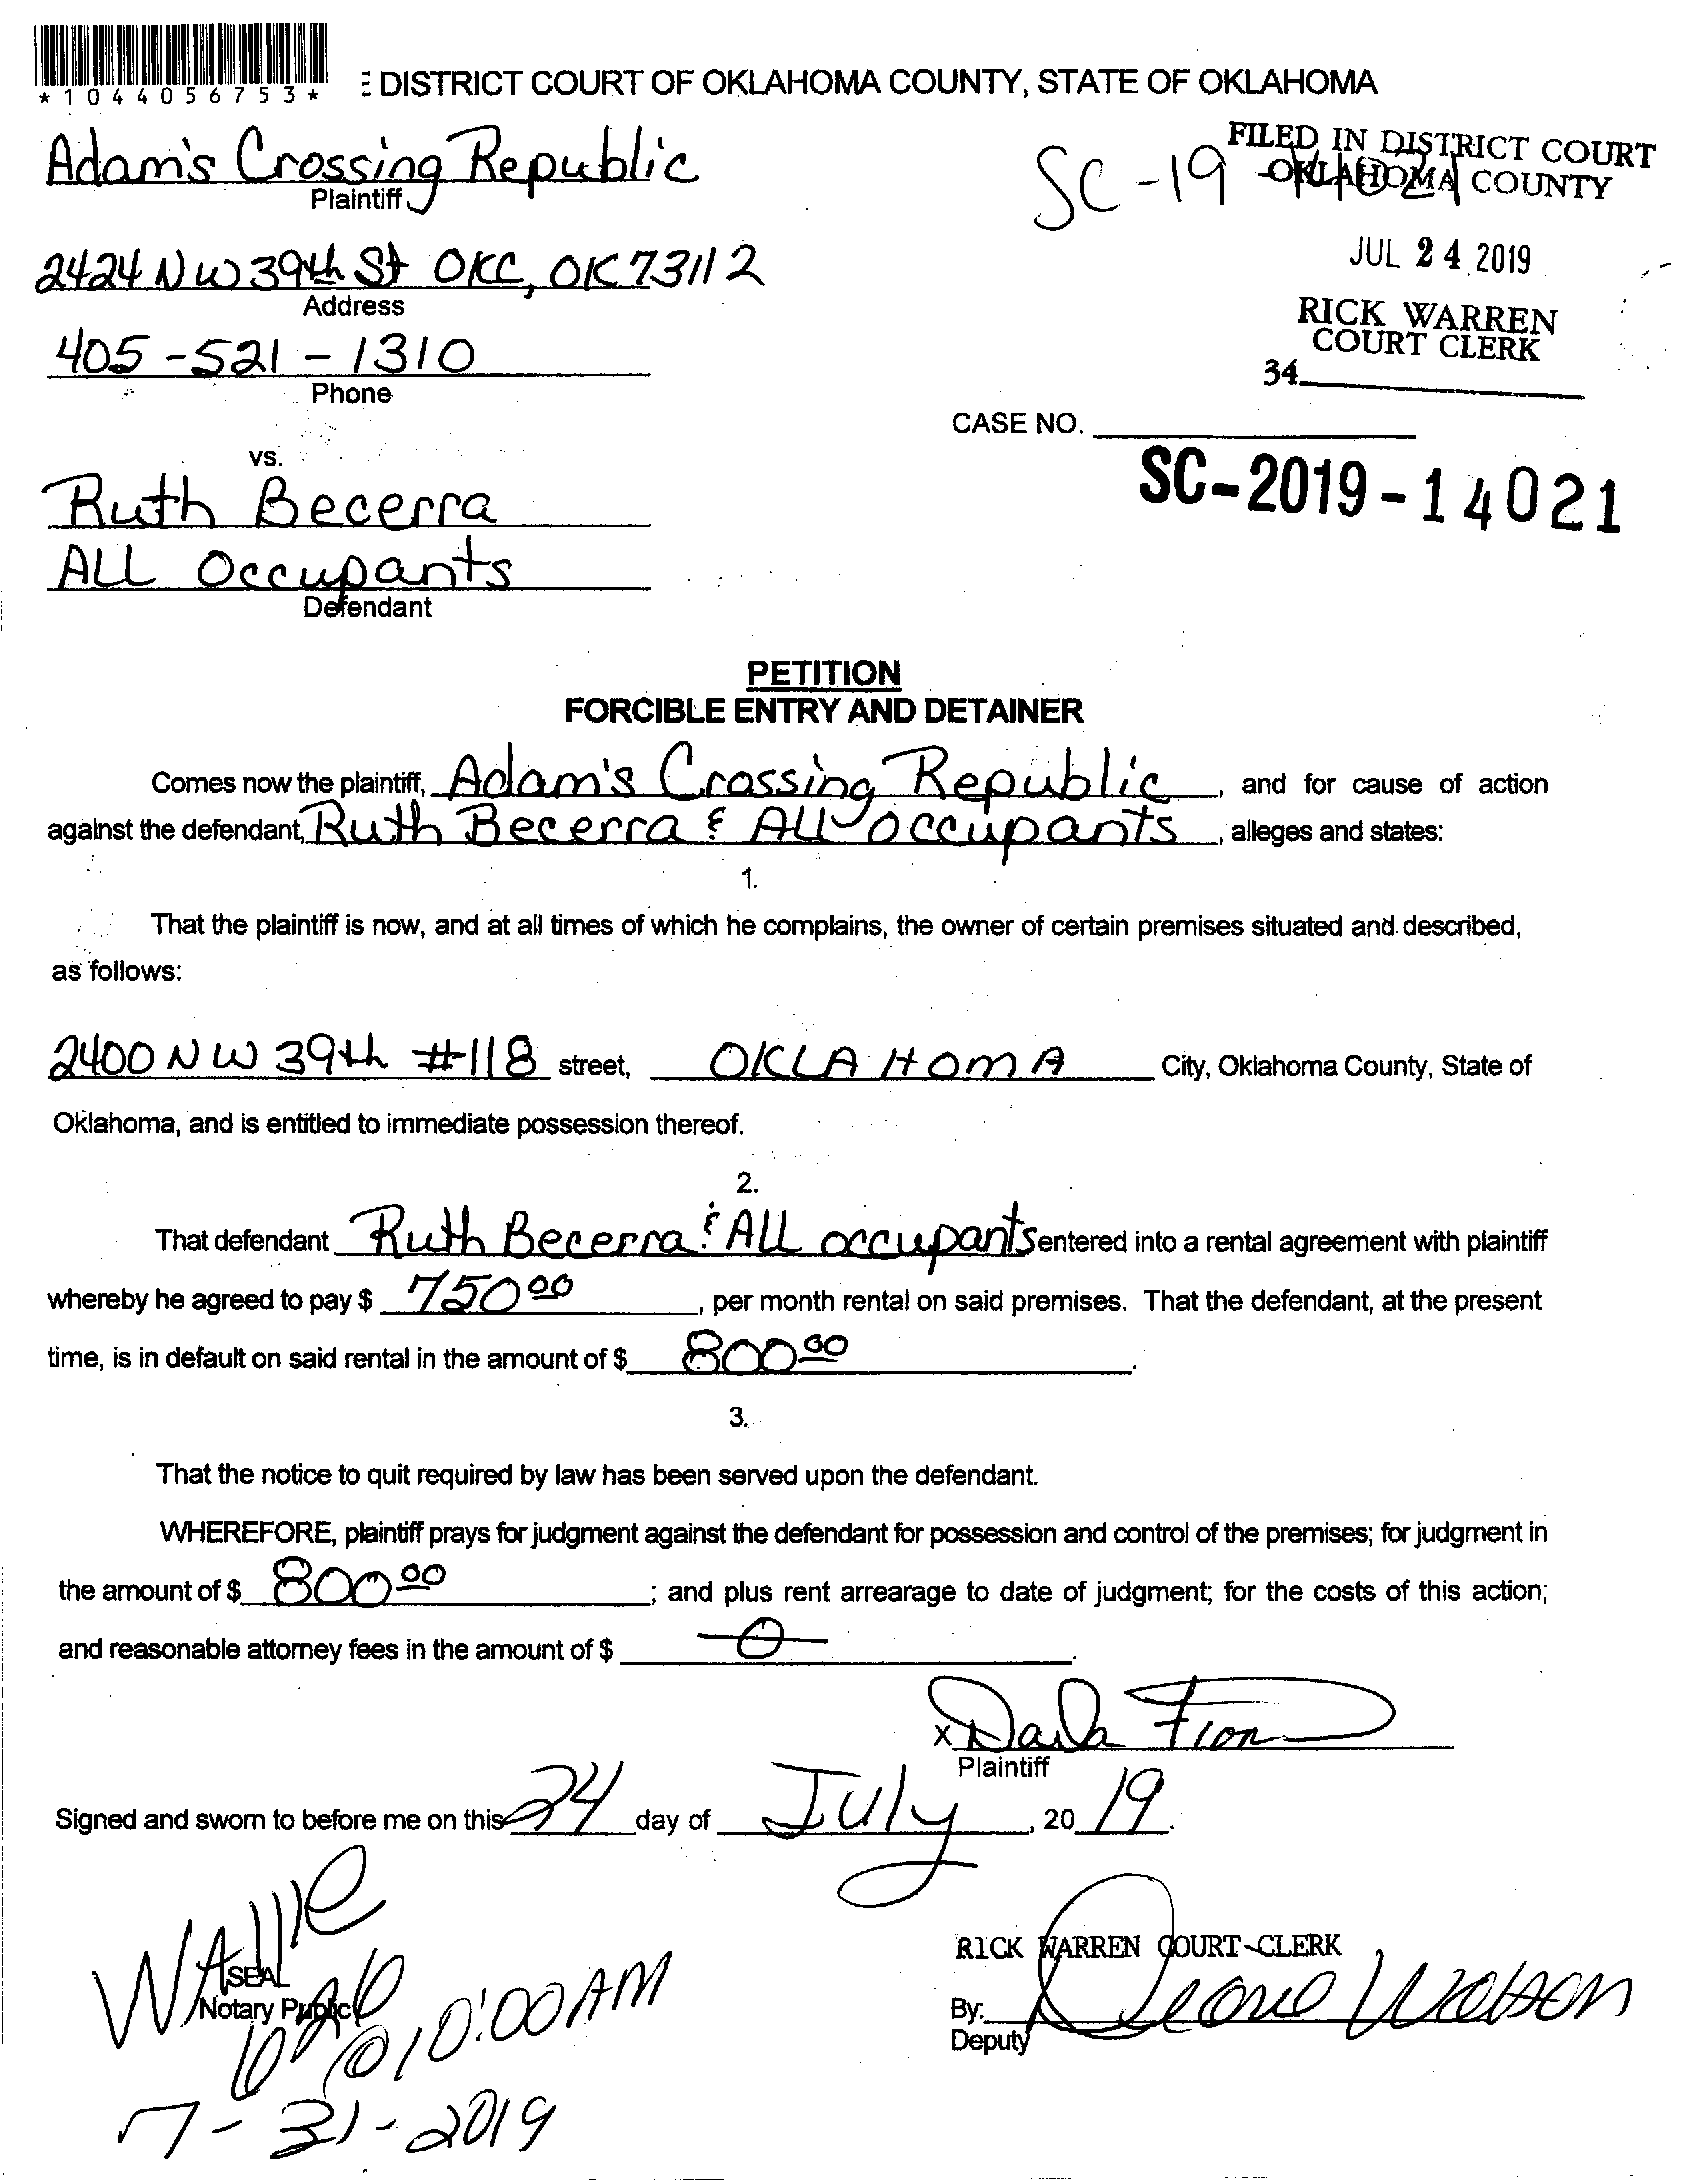 *1044056753*
E DISTRICT COURT OF OKLAHOMA COUNTY, STATE OF OKLAHOMA
Adam's Crossing Republic
Plaintiff
SC-19-14021
FILED IN DISTRICT COURT
OKLAHOMA COUNTY
JUL 24 2019
RICK WARREN
COURT CLERK
34
2424 NW 39th St OKC, OK 73112
Address
405-521-1310
Phone
CASE NO.
SC-2019-14021
vs.
Ruth Becerra
ALL Occupants
Defendant
PETITION
FORCIBLE ENTRY AND DETAINER
Comes now the plaintiff, Adam's Crossing Republic, and for cause of action
against the defendant, Ruth Becerra & ALL occupants, alleges and states:
1.
That the plaintiff is now, and at all times of which he complains, the owner of certain premises situated and described,
as follows:
2400 NW 39th #118 street, OKLAHOMA City, Oklahoma County, State of
Oklahoma, and is entitled to immediate possession thereof.
2.
That defendant Ruth Becerra & ALL occupants entered into a rental agreement with plaintiff
whereby he agreed to pay $ 750 00, per month rental on said premises. That the defendant, at the present
time, is in default on said rental in the amount of $ 800 00.
3.
That the notice to quit required by law has been served upon the defendant.
WHEREFORE, plaintiff prays for judgment against the defendant for possession and control of the premises; for judgment in
the amount of $ 800 00; and plus rent arrearage to date of judgment; for the costs of this action;
and reasonable attorney fees in the amount of $ 0.
x Darla
Plaintiff
Signed and sworn to before me on this 24 day of July, 20 19.
SEAL
Notary Public
@ 10:00 AM
7-31-2019
RICK WARREN COURT CLERK
By: Watson
Deputy